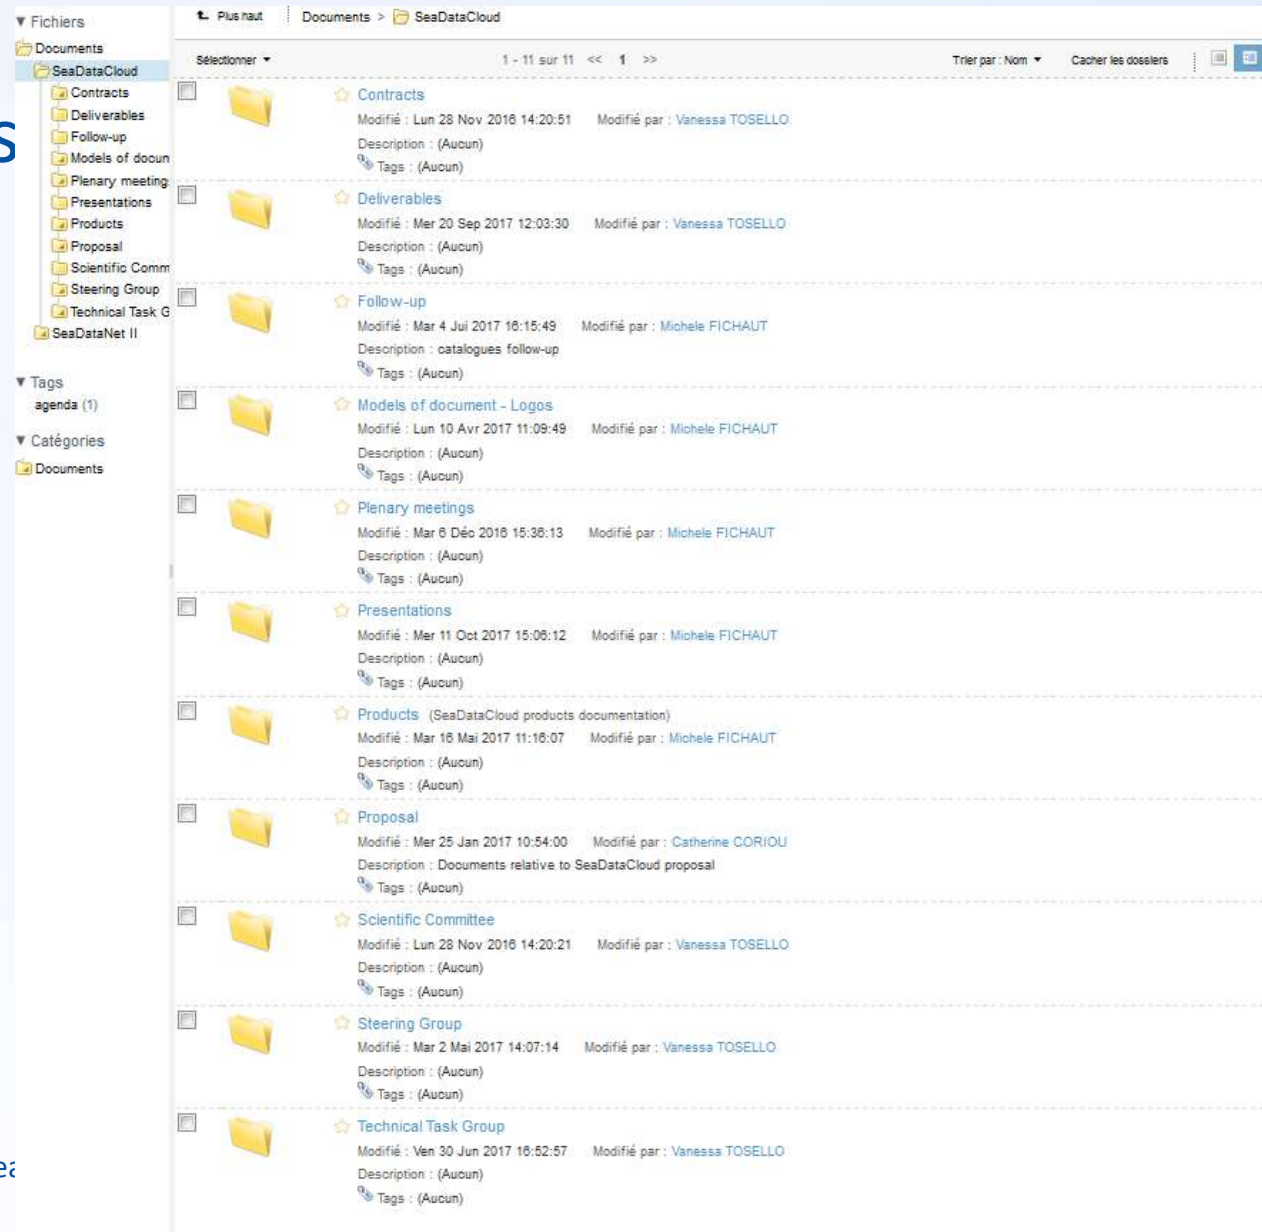 ▼ Fichiers
Documents
SeaDataCloud
Contracts
Deliverables
Follow-up
Models of docun
Plenary meeting
Presentations
Products
Proposal
Scientific Comm
Steering Group
Technical Task G
SeaDataNet II
▼ Tags
agenda (1)
▼ Catégories
Documents
S
ea
Plus haut Documents > SeaDataCloud
Sélectionner ▼ 1 - 11 sur 11 << 1 >> Trier par : Nom ▼ Cacher les dossiers
Contracts
Modifié : Lun 28 Nov 2016 14:20:51 Modifié par : Vanessa TOSELLO
Description : (Aucun)
Tags : (Aucun)
Deliverables
Modifié : Mer 20 Sep 2017 12:03:30 Modifié par : Vanessa TOSELLO
Description : (Aucun)
Tags : (Aucun)
Follow-up
Modifié : Mar 4 Jui 2017 16:15:49 Modifié par : Michele FICHAUT
Description : catalogues follow-up
Tags : (Aucun)
Models of document - Logos
Modifié : Lun 10 Avr 2017 11:09:49 Modifié par : Michele FICHAUT
Description : (Aucun)
Tags : (Aucun)
Plenary meetings
Modifié : Mar 6 Déc 2016 15:36:13 Modifié par : Michele FICHAUT
Description : (Aucun)
Tags : (Aucun)
Presentations
Modifié : Mer 11 Oct 2017 15:06:12 Modifié par : Michele FICHAUT
Description : (Aucun)
Tags : (Aucun)
Products (SeaDataCloud products documentation)
Modifié : Mar 16 Mai 2017 11:16:07 Modifié par : Michele FICHAUT
Description : (Aucun)
Tags : (Aucun)
Proposal
Modifié : Mer 25 Jan 2017 10:54:00 Modifié par : Catherine CORIOU
Description : Documents relative to SeaDataCloud proposal
Tags : (Aucun)
Scientific Committee
Modifié : Lun 28 Nov 2016 14:20:21 Modifié par : Vanessa TOSELLO
Description : (Aucun)
Tags : (Aucun)
Steering Group
Modifié : Mar 2 Mai 2017 14:07:14 Modifié par : Vanessa TOSELLO
Description : (Aucun)
Tags : (Aucun)
Technical Task Group
Modifié : Ven 30 Jun 2017 16:52:57 Modifié par : Vanessa TOSELLO
Description : (Aucun)
Tags : (Aucun)